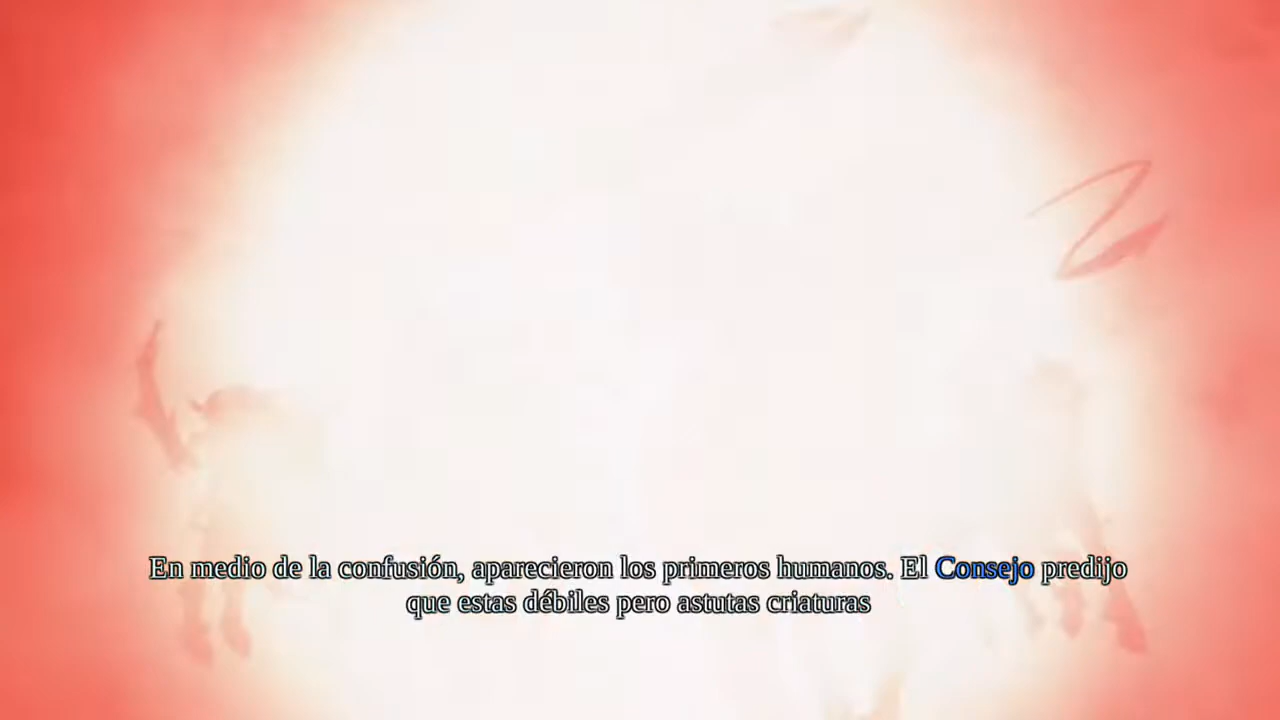 En medio de la confusión, aparecieron los primeros humanos. El Consejo predijo
que estas débiles pero astutas criaturas